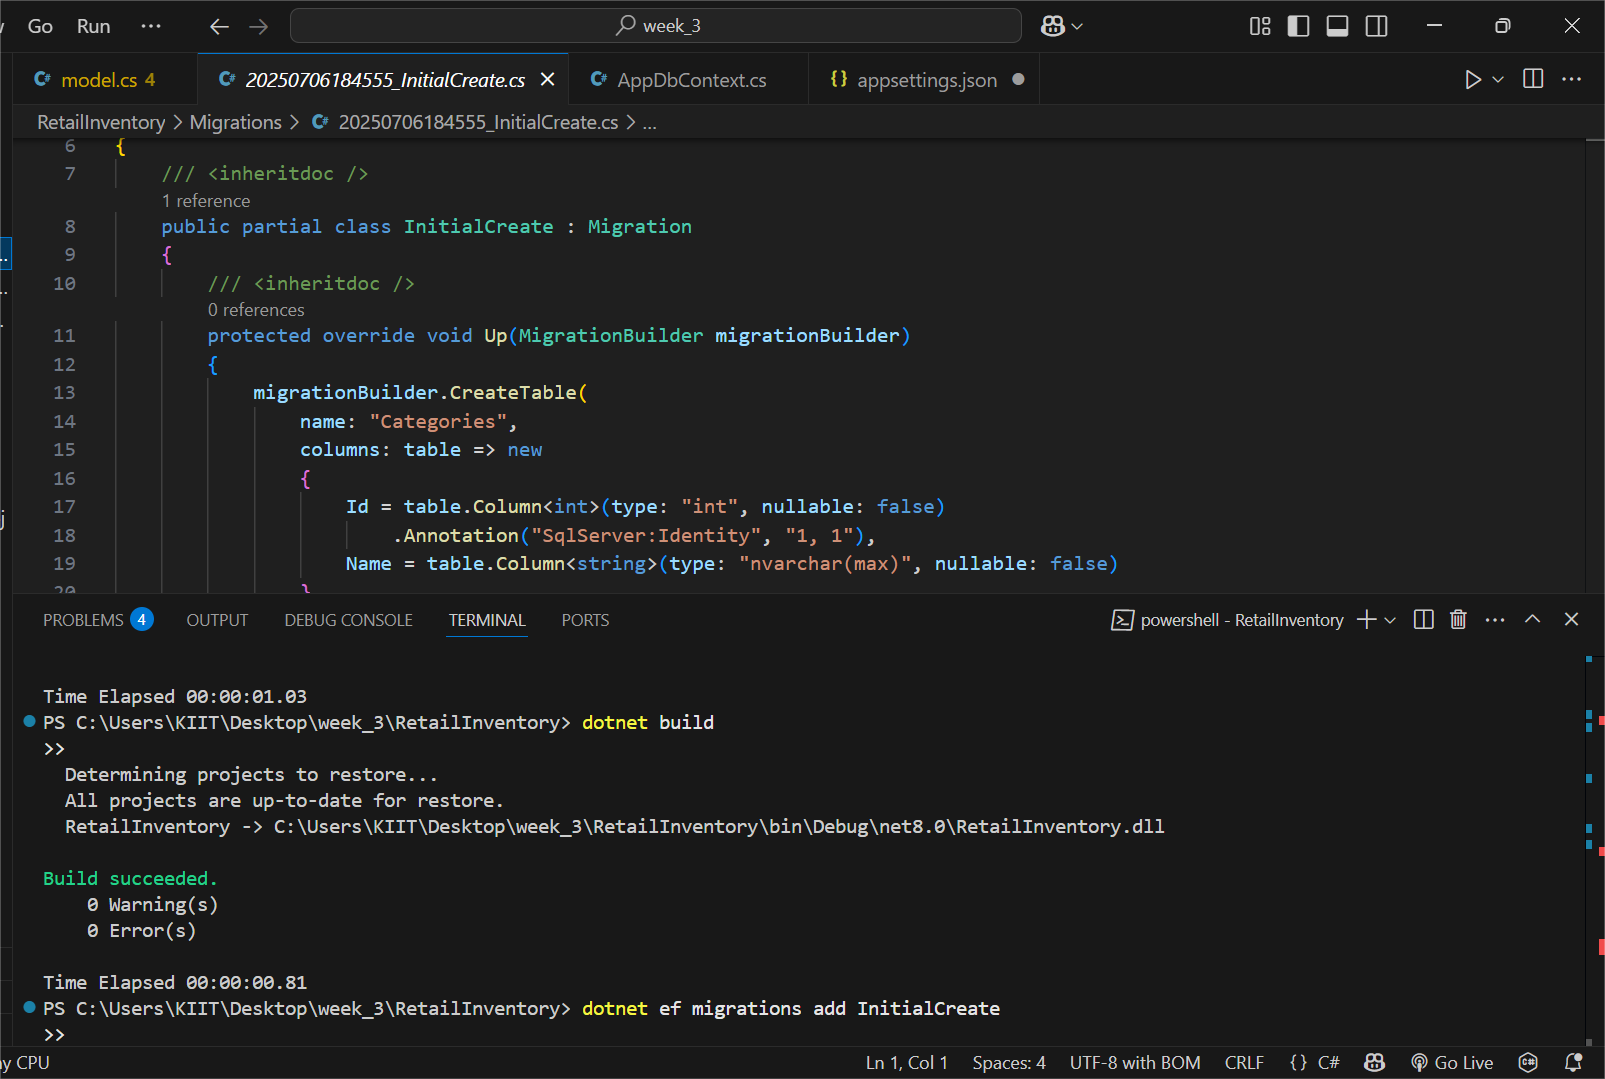 Go Run ··· week_3
model.cs 4 20250706184555_InitialCreate.cs AppDbContext.cs {} appsettings.json
RetailInventory > Migrations > 20250706184555_InitialCreate.cs > ...
6 {
7 /// <inheritdoc />
1 reference
8 public partial class InitialCreate : Migration
9 {
10 /// <inheritdoc />
0 references
11 protected override void Up(MigrationBuilder migrationBuilder)
12 {
13 migrationBuilder.CreateTable(
14 name: "Categories",
15 columns: table => new
16 {
17 Id = table.Column<int>(type: "int", nullable: false)
18 .Annotation("SqlServer:Identity", "1, 1"),
19 Name = table.Column<string>(type: "nvarchar(max)", nullable: false)
20 }
PROBLEMS 4 OUTPUT DEBUG CONSOLE TERMINAL PORTS powershell - RetailInventory
Time Elapsed 00:00:01.03
PS C:\Users\KIIT\Desktop\week_3\RetailInventory> dotnet build
>>
Determining projects to restore...
All projects are up-to-date for restore.
RetailInventory -> C:\Users\KIIT\Desktop\week_3\RetailInventory\bin\Debug\net8.0\RetailInventory.dll
Build succeeded.
0 Warning(s)
0 Error(s)
Time Elapsed 00:00:00.81
PS C:\Users\KIIT\Desktop\week_3\RetailInventory> dotnet ef migrations add InitialCreate
>>
y CPU Ln 1, Col 1 Spaces: 4 UTF-8 with BOM CRLF {} C# Go Live